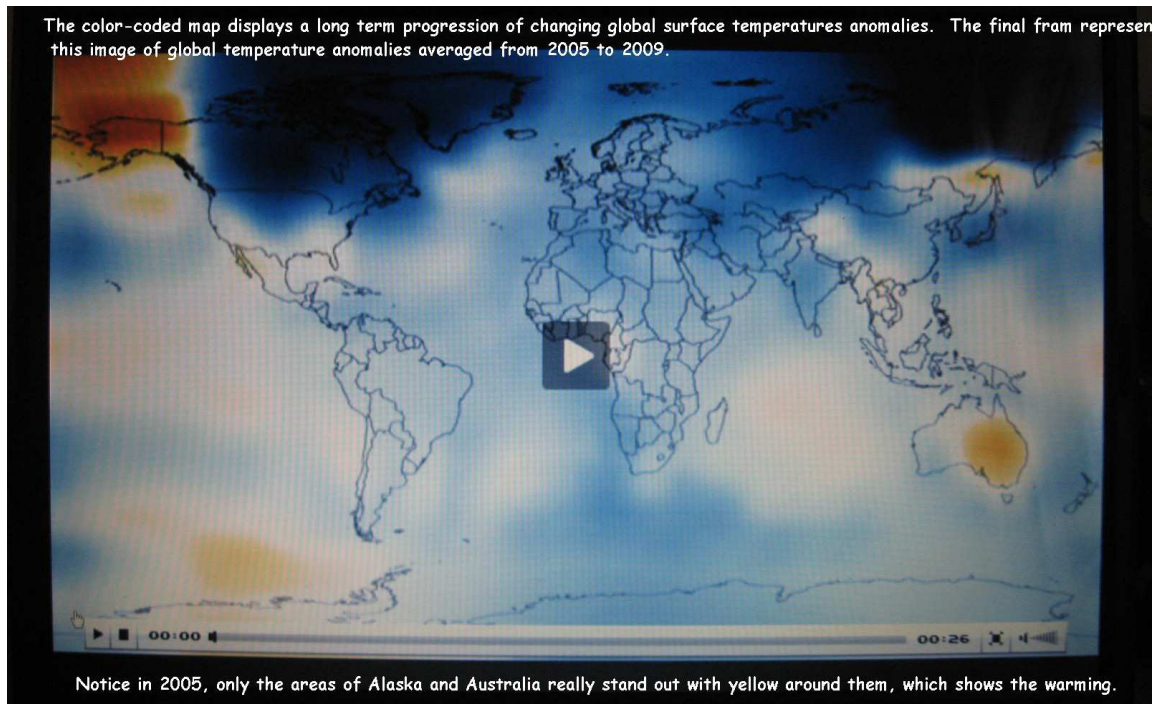 The color-coded map displays a long term progression of changing global surface temperatures anomalies. The final fram represen
this image of global temperature anomalies averaged from 2005 to 2009.
00:00
00:26
Notice in 2005, only the areas of Alaska and Australia really stand out with yellow around them, which shows the warming.